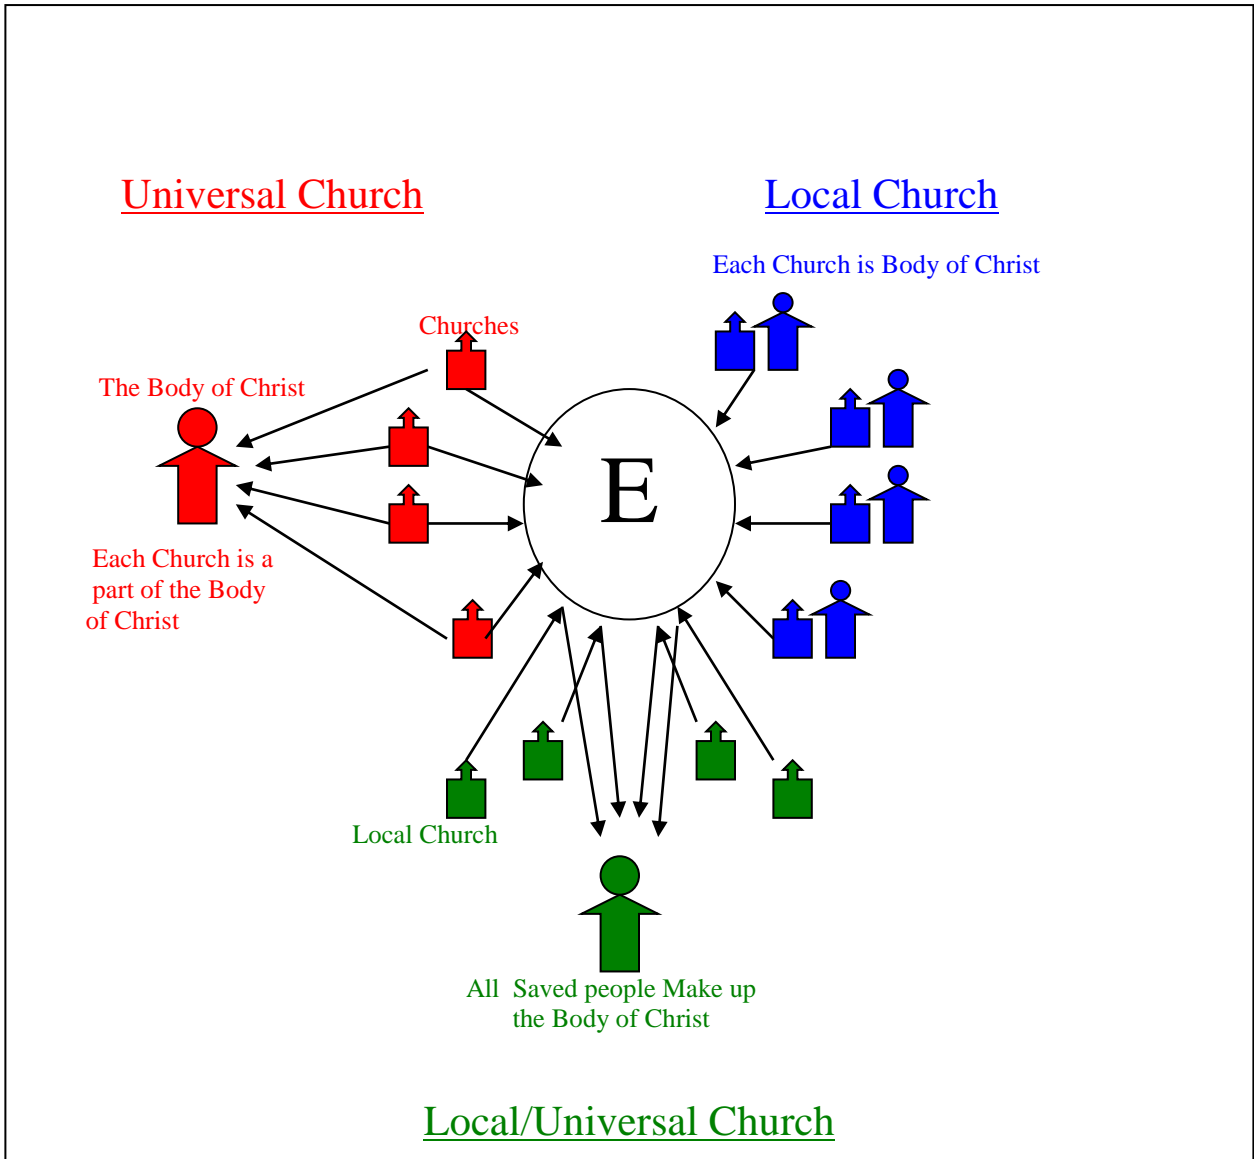 Universal Church
Local Church
Each Church is Body of Christ
Churches
The Body of Christ
E
Each Church is a
part of the Body
of Christ
Local Church
All Saved people Make up
the Body of Christ
Local/Universal Church